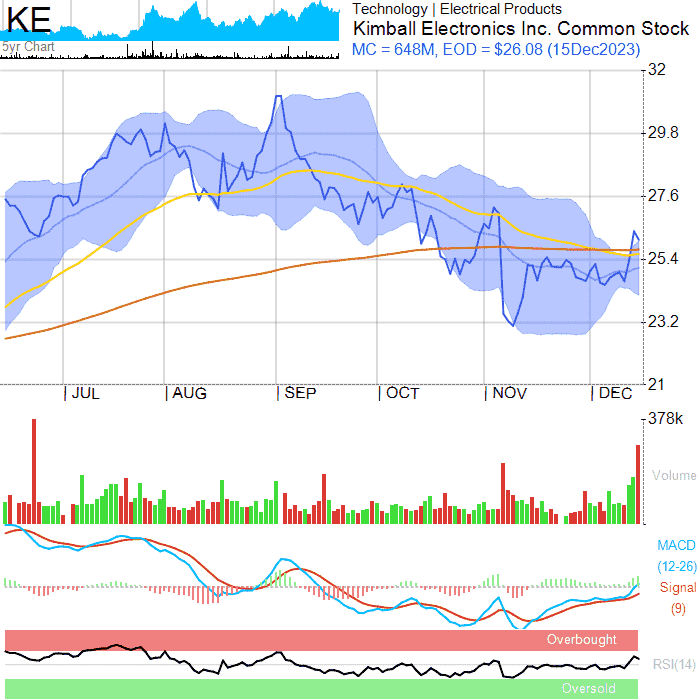 KE
5yr Chart
Technology | Electrical Products
Kimball Electronics Inc. Common Stock
MC = 648M, EOD = $26.08 (15Dec2023)
32
29.8
27.6
25.4
23.2
21
JUL AUG SEP OCT NOV DEC
378k
Volume
MACD
(12-26)
Signal
(9)
Overbought
RSI(14)
Oversold